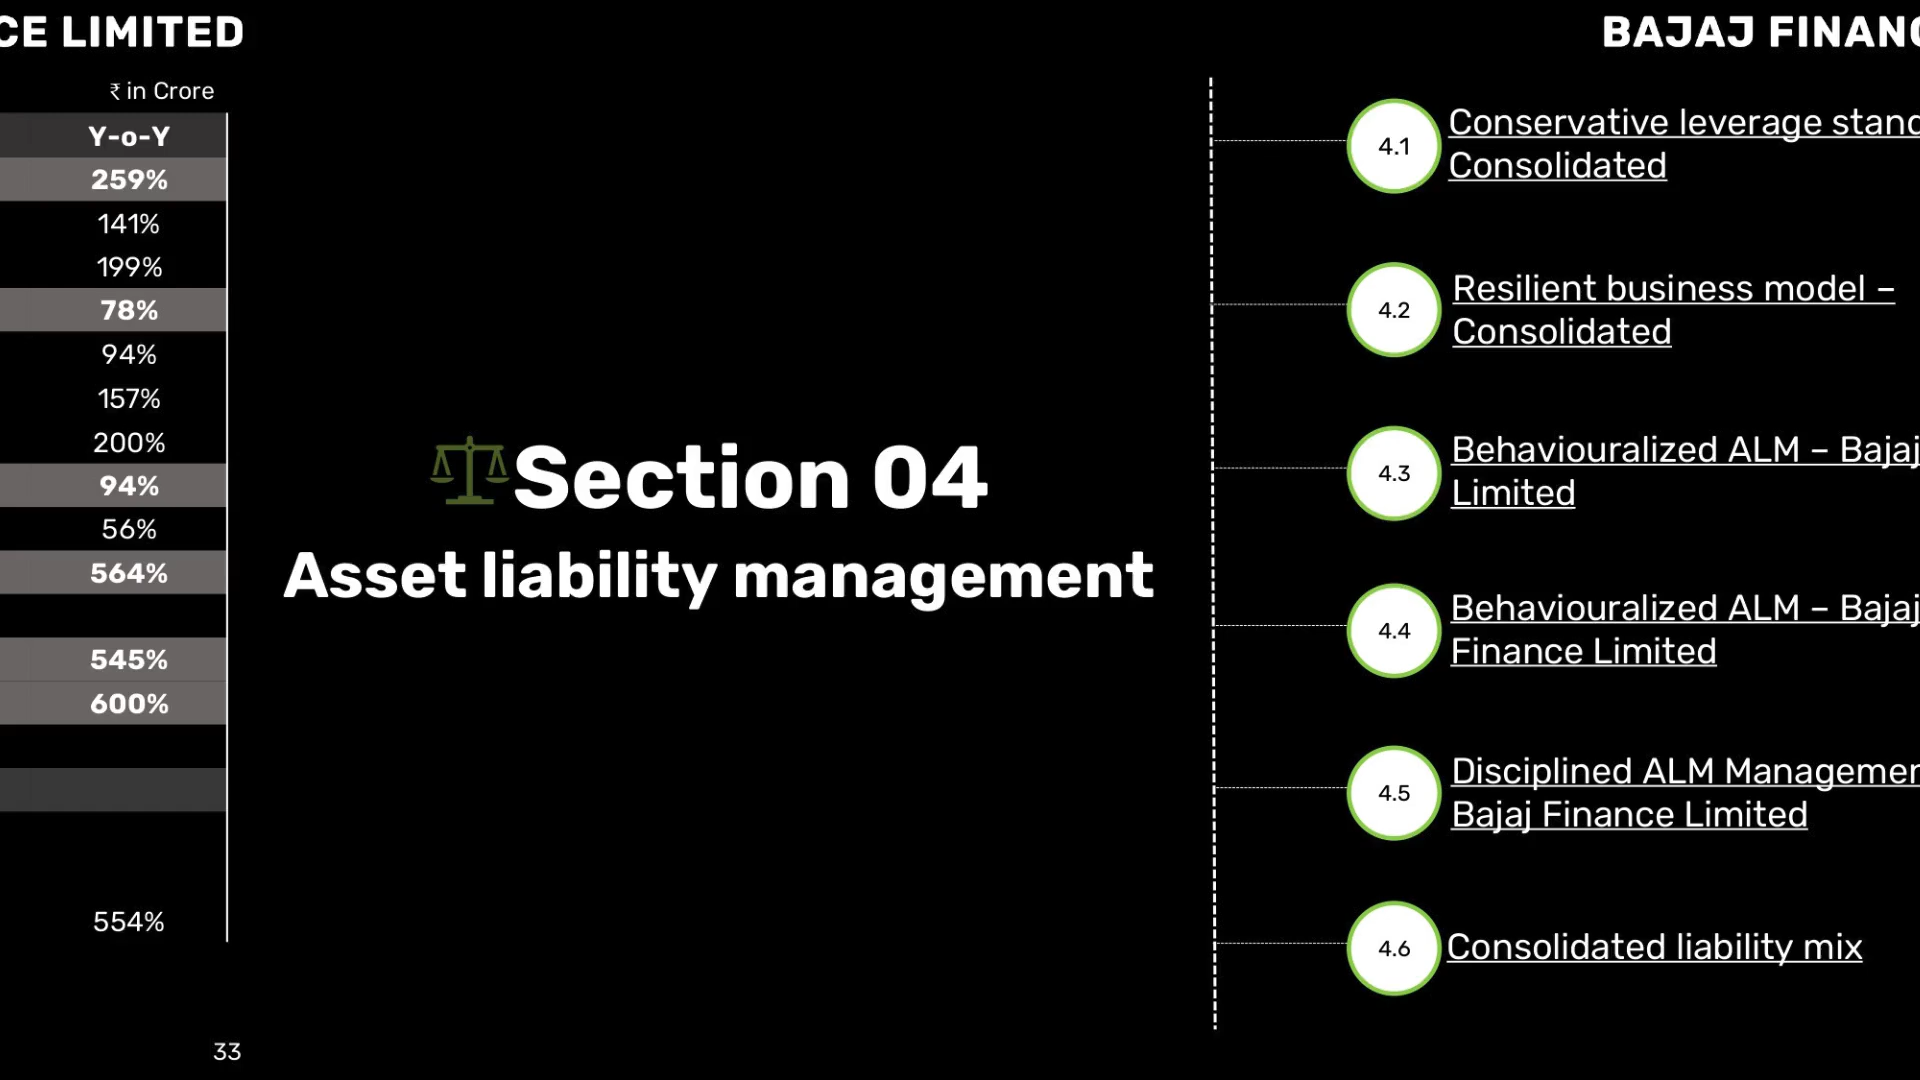 CE LIMITED
₹ in Crore
Y-o-Y
259%
141%
199%
78%
94%
157%
200%
94%
56%
564%
545%
600%
554%
33
Section 04
Asset liability management
BAJAJ FINANC
4.1
Conservative leverage stand
Consolidated
4.2
Resilient business model –
Consolidated
4.3
Behaviouralized ALM – Bajaj
Limited
4.4
Behaviouralized ALM – Bajaj
Finance Limited
4.5
Disciplined ALM Managemen
Bajaj Finance Limited
4.6
Consolidated liability mix